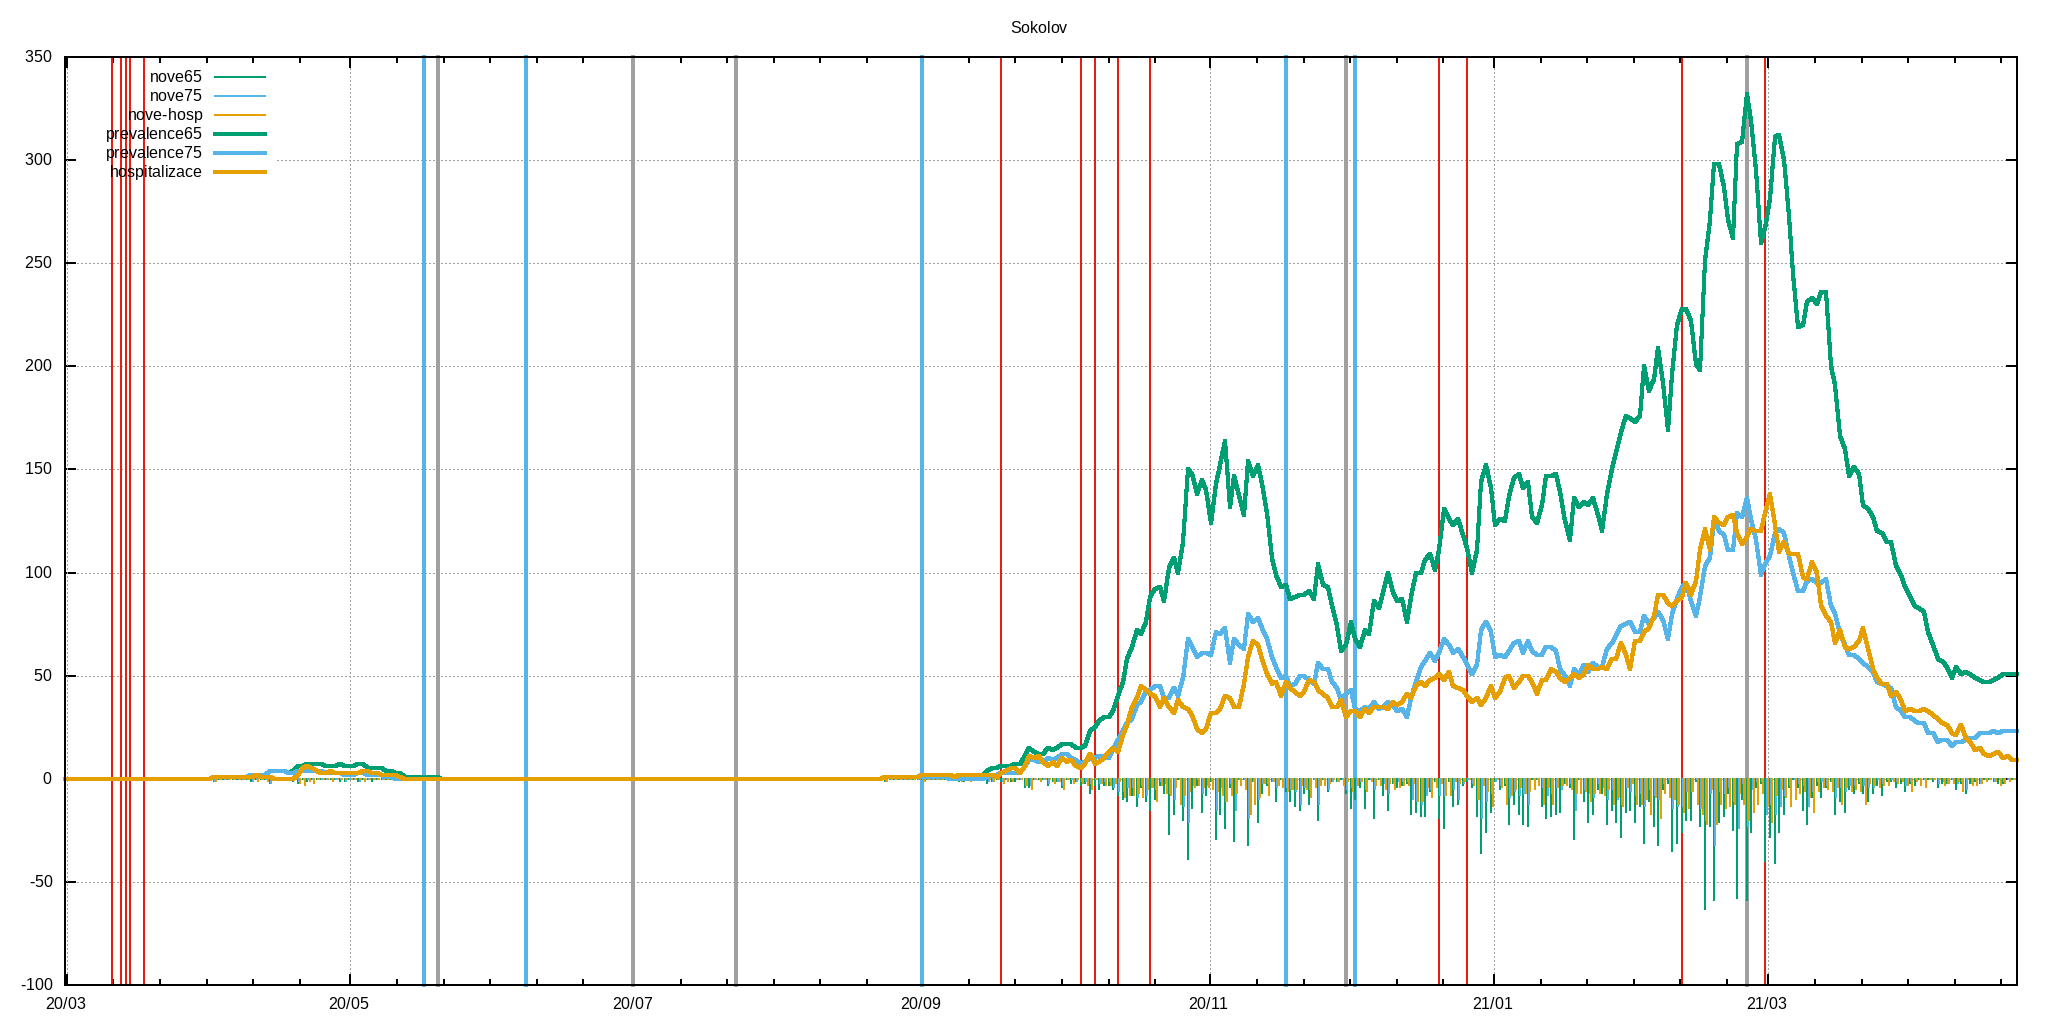 Sokolov
350
300
250
200
150
100
50
0
-50
-100
nove65
nove75
nove-hosp
prevalence65
prevalence75
hospitalizace
20/03 20/05 20/07 20/09 20/11 21/01 21/03